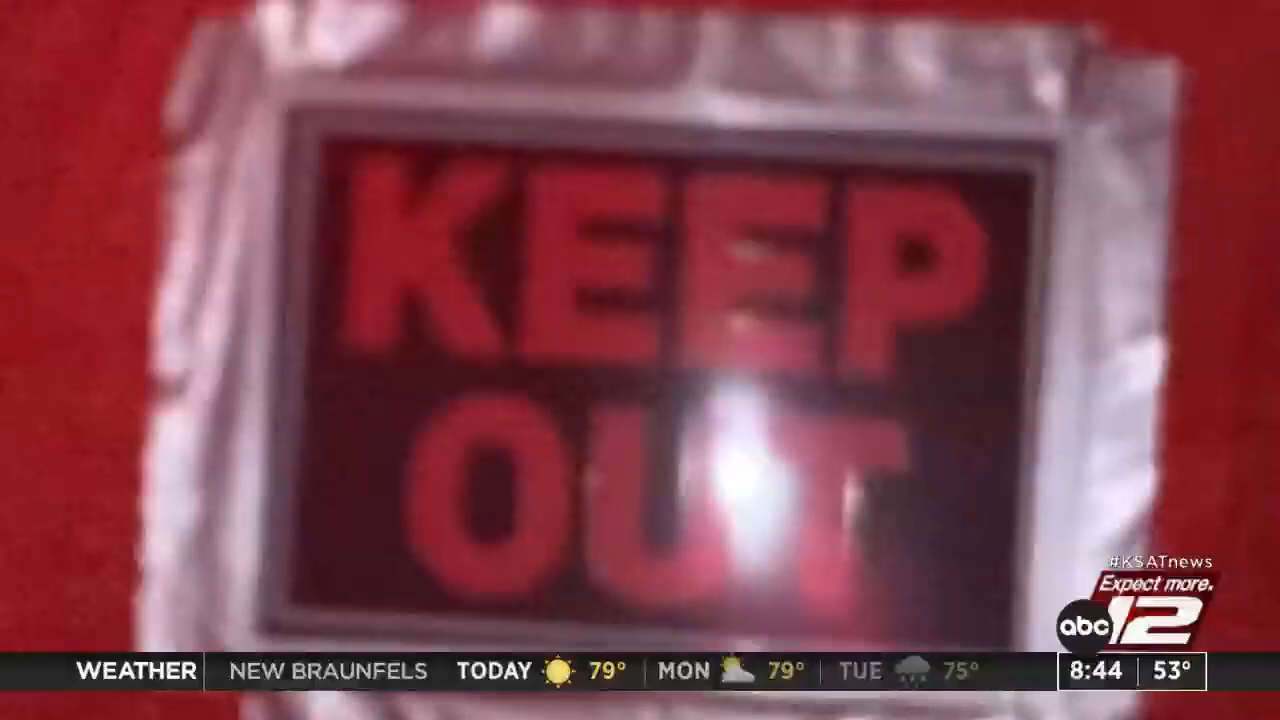 KEEP
OUT
#KSATnews
Expect more.
abc 12
WEATHER NEW BRAUNFELS TODAY 79° MON 79° TUE 75° 8:44 53°